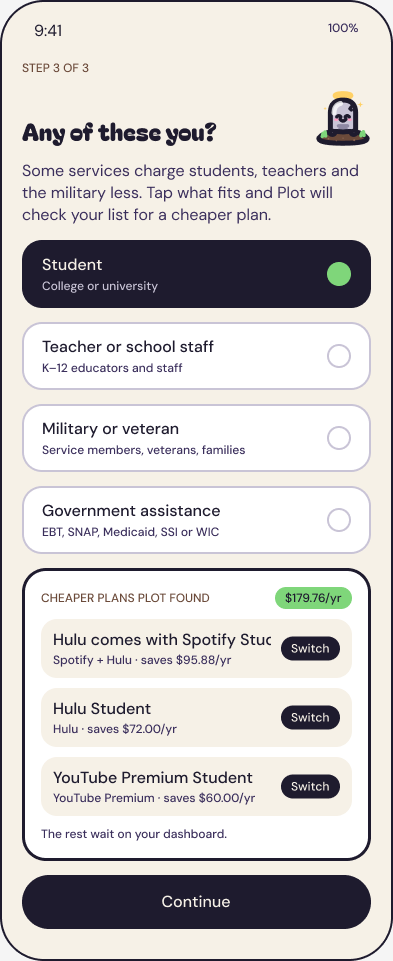 9:41
100%
STEP 3 OF 3
Any of these you?
Some services charge students, teachers and
the military less. Tap what fits and Plot will
check your list for a cheaper plan.
Student
College or university
Teacher or school staff
K–12 educators and staff
Military or veteran
Service members, veterans, families
Government assistance
EBT, SNAP, Medicaid, SSI or WIC
CHEAPER PLANS PLOT FOUND
$179.76/yr
Hulu comes with Spotify Stuc
Spotify + Hulu · saves $95.88/yr
Switch
Hulu Student
Hulu · saves $72.00/yr
Switch
YouTube Premium Student
YouTube Premium · saves $60.00/yr
Switch
The rest wait on your dashboard.
Continue